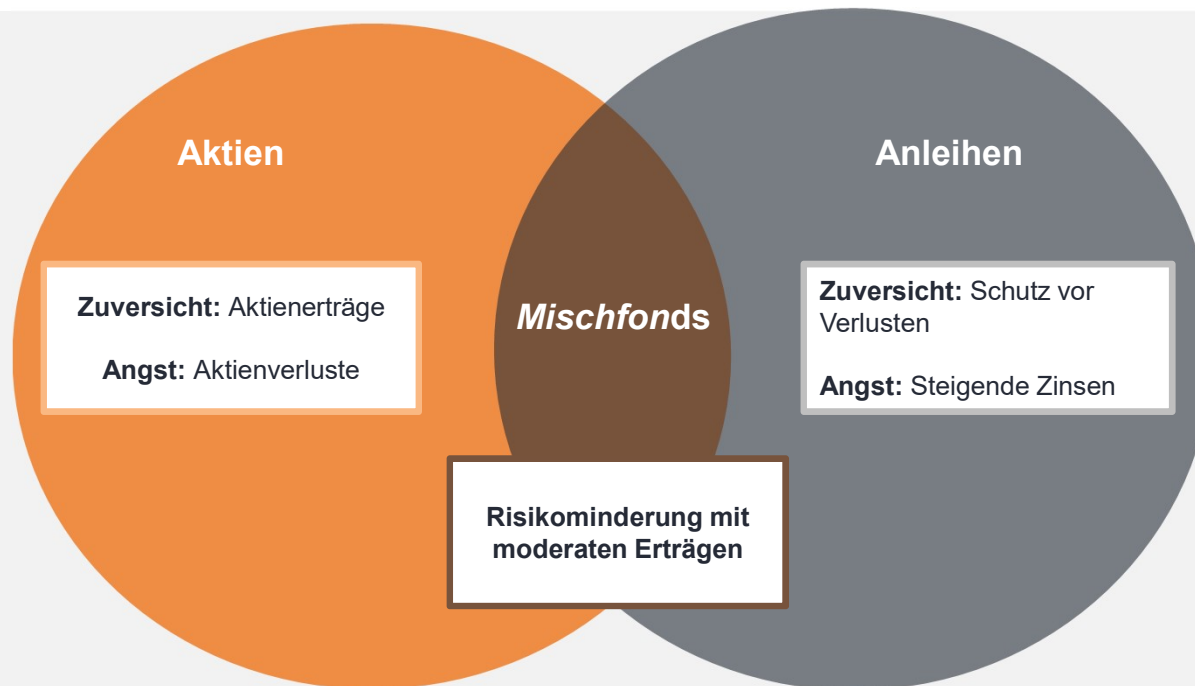 Aktien
Anleihen
Zuversicht: Aktienerträge
Angst: Aktienverluste
Mischfonds
Zuversicht: Schutz vor
Verlusten
Angst: Steigende Zinsen
Risikominderung mit
moderaten Erträgen